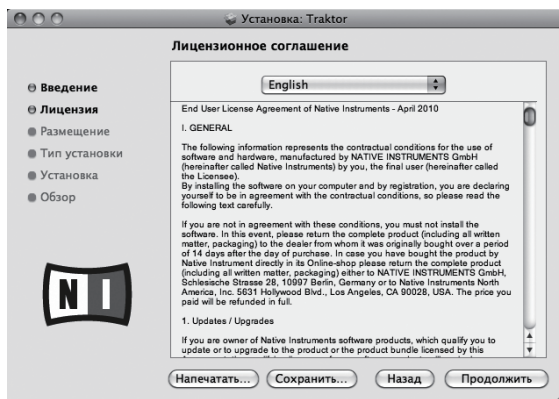 Установка: Traktor
Лицензионное соглашение
Введение
Лицензия
Размещение
Тип установки
Установка
Обзор
NI
English
End User License Agreement of Native Instruments - April 2010
I. GENERAL
The following information represents the contractual conditions for the use of
software and hardware, manufactured by NATIVE INSTRUMENTS GmbH
(hereinafter called Native Instruments) by you, the final user (hereinafter called
the Licensee).
By installing the software on your computer and by registration, you are declaring
yourself to be in agreement with the contractual conditions, so please read the
following text carefully.
If you are not in agreement with these conditions, you must not install the
software. In this event, please return the complete product (including all written
matter, packaging) to the dealer from whom it was originally bought over a period
of 14 days after the day of purchase. In case you have bought the product by
Native Instrument directly in its Online-shop please return the complete product
(including all written matter, packaging) either to NATIVE INSTRUMENTS GmbH,
Schlesische Strasse 28, 10997 Berlin, Germany or to Native Instruments North
America, Inc. 5631 Hollywood Blvd., Los Angeles, CA 90028, USA. The price you
paid will be refunded in full.
1. Updates / Upgrades
If you are owner of Native Instruments software products, which qualify you to
update or to upgrade to the product or the product bundle licensed by this
Напечатать... Сохранить... Назад Продолжить